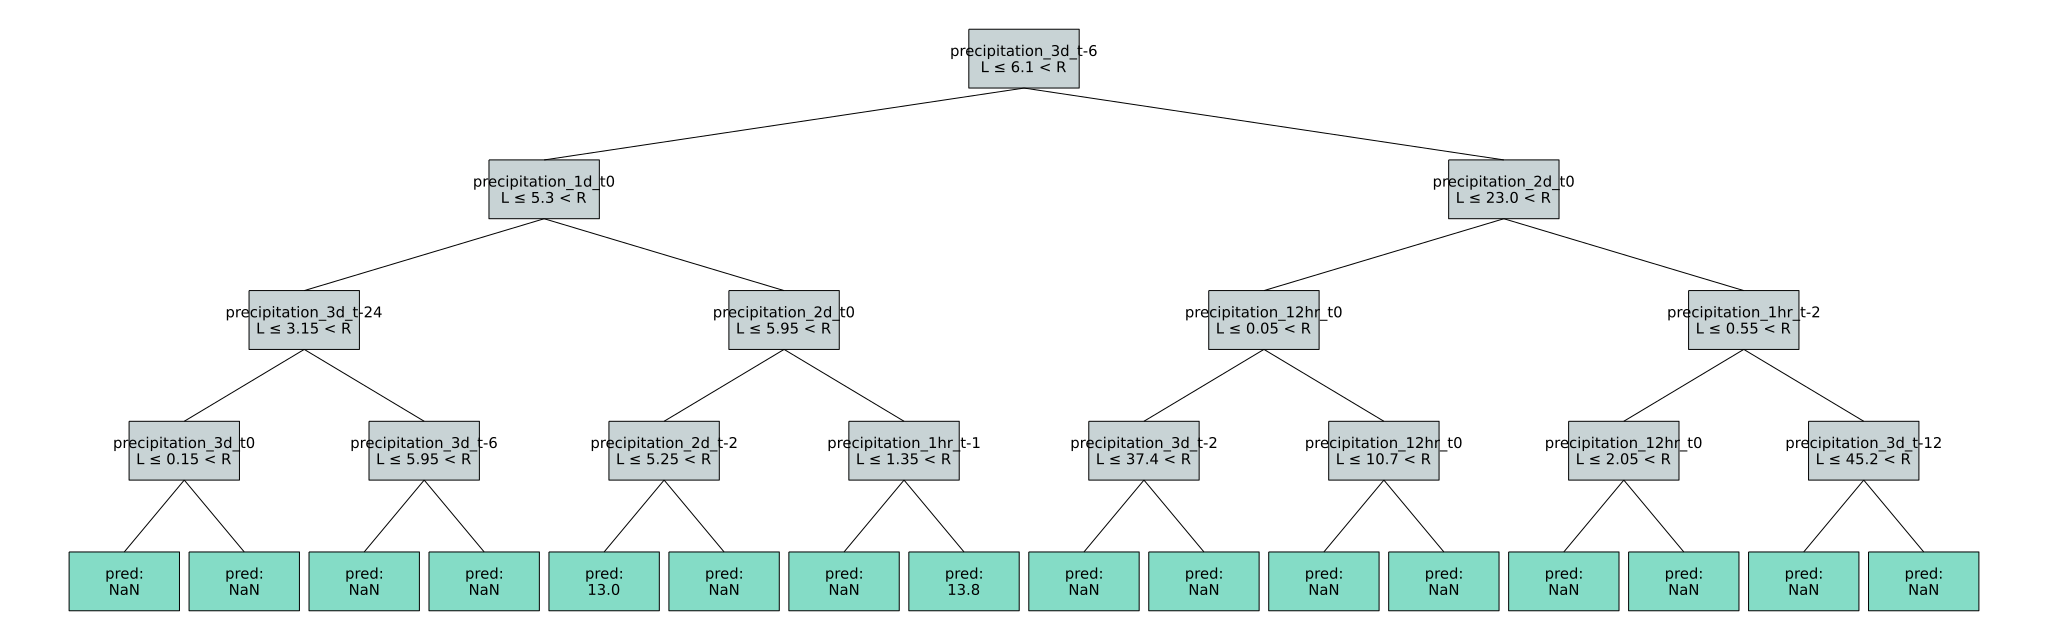 precipitation_3d_t-6
L ≤ 6.1 < R
precipitation_1d_t0
L ≤ 5.3 < R
precipitation_2d_t0
L ≤ 23.0 < R
precipitation_3d_t-24
L ≤ 3.15 < R
precipitation_2d_t0
L ≤ 5.95 < R
precipitation_12hr_t0
L ≤ 0.05 < R
precipitation_1hr_t-2
L ≤ 0.55 < R
precipitation_3d_t0
L ≤ 0.15 < R
precipitation_3d_t-6
L ≤ 5.95 < R
precipitation_2d_t-2
L ≤ 5.25 < R
precipitation_1hr_t-1
L ≤ 1.35 < R
precipitation_3d_t-2
L ≤ 37.4 < R
precipitation_12hr_t0
L ≤ 10.7 < R
precipitation_12hr_t0
L ≤ 2.05 < R
precipitation_3d_t-12
L ≤ 45.2 < R
pred:
NaN
pred:
NaN
pred:
NaN
pred:
NaN
pred:
13.0
pred:
NaN
pred:
NaN
pred:
13.8
pred:
NaN
pred:
NaN
pred:
NaN
pred:
NaN
pred:
NaN
pred:
NaN
pred:
NaN
pred:
NaN